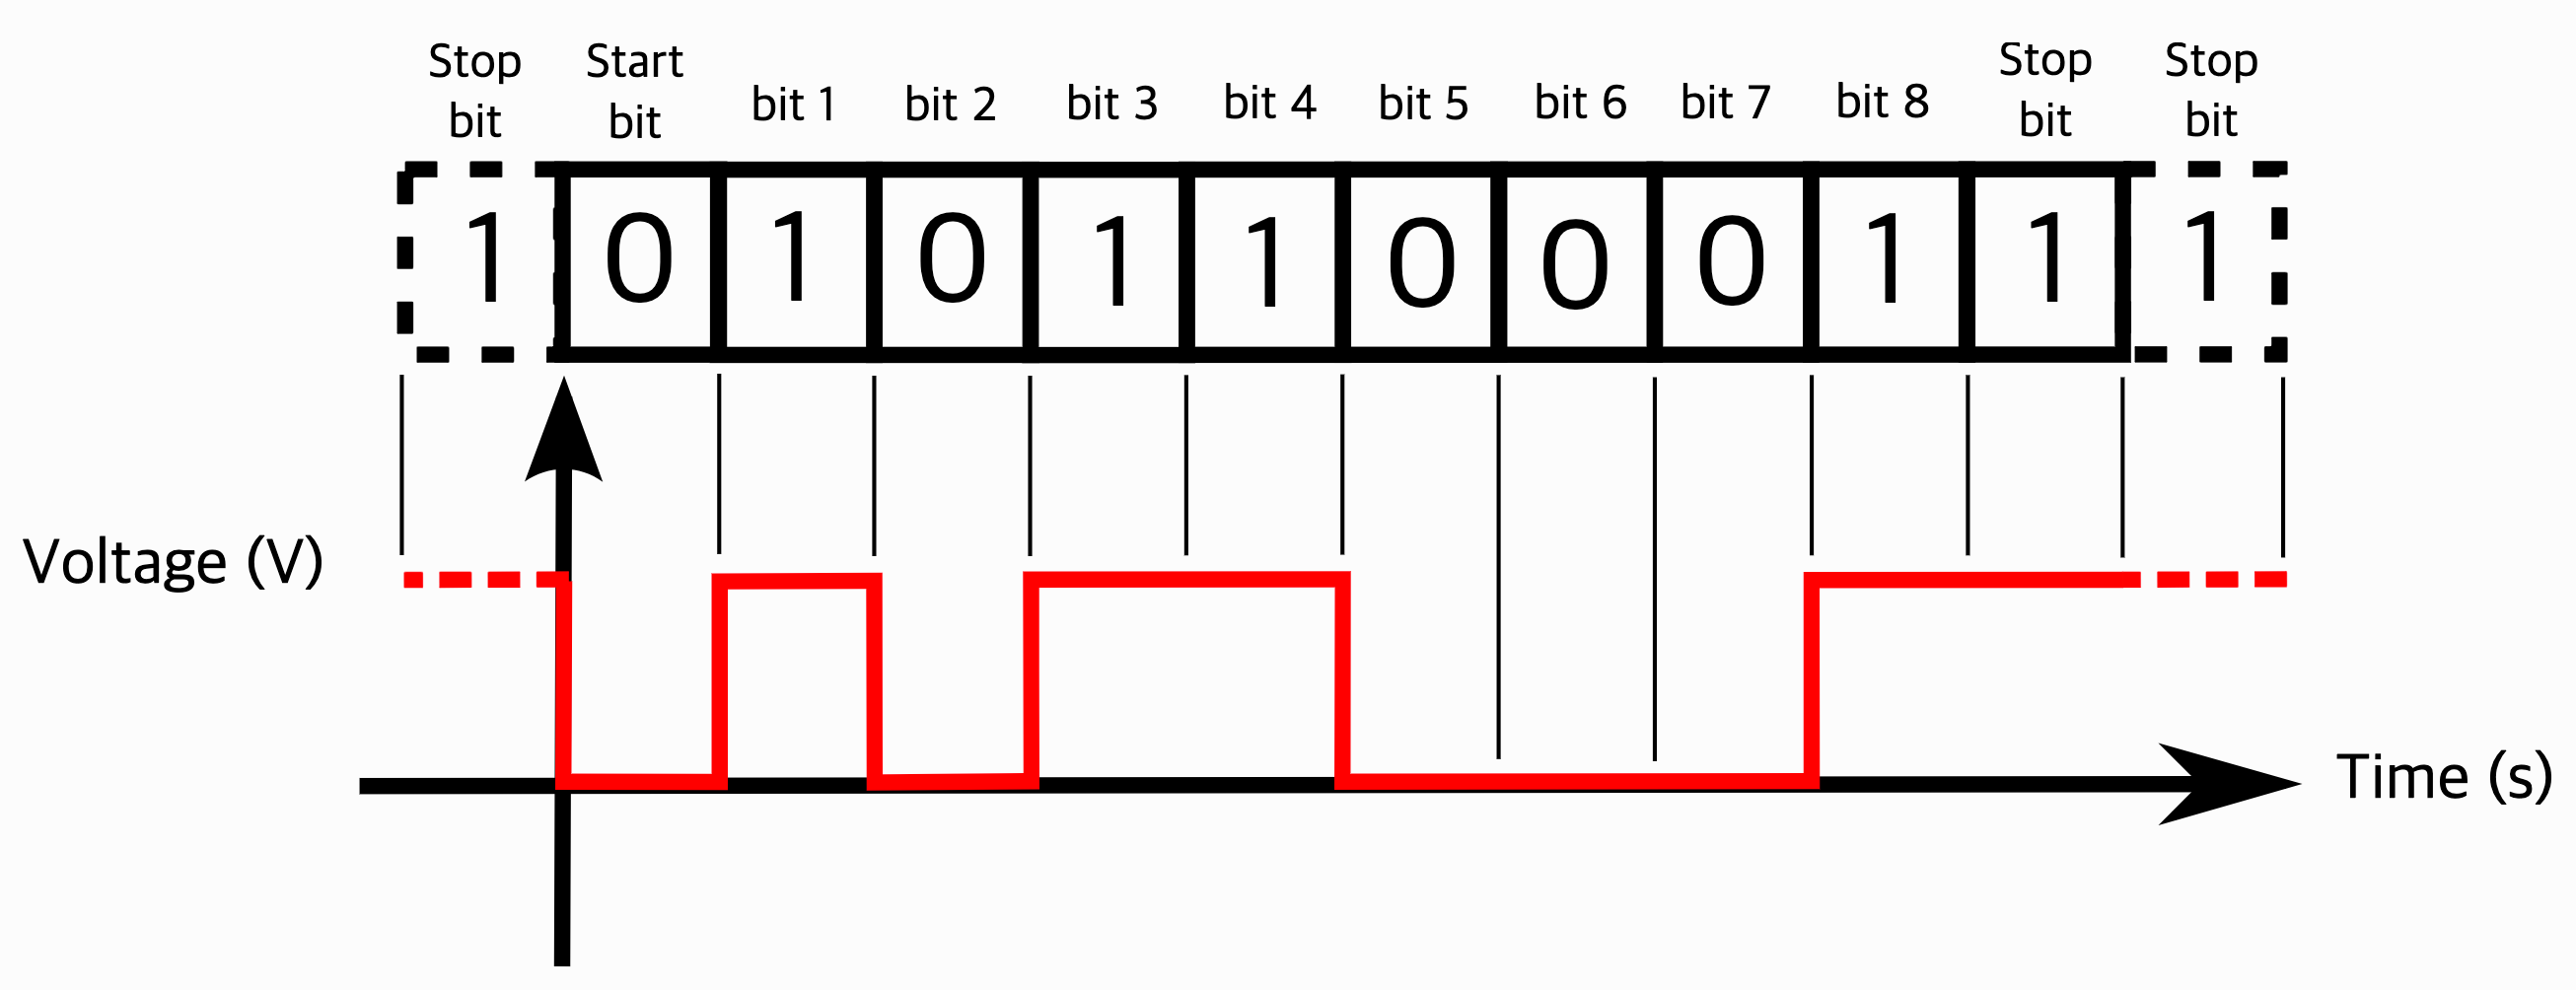 Stop bit
Start bit
bit 1
bit 2
bit 3
bit 4
bit 5
bit 6
bit 7
bit 8
Stop bit
Stop bit
1 0 1 0 1 1 0 0 0 1 1 1
Voltage (V)
Time (s)